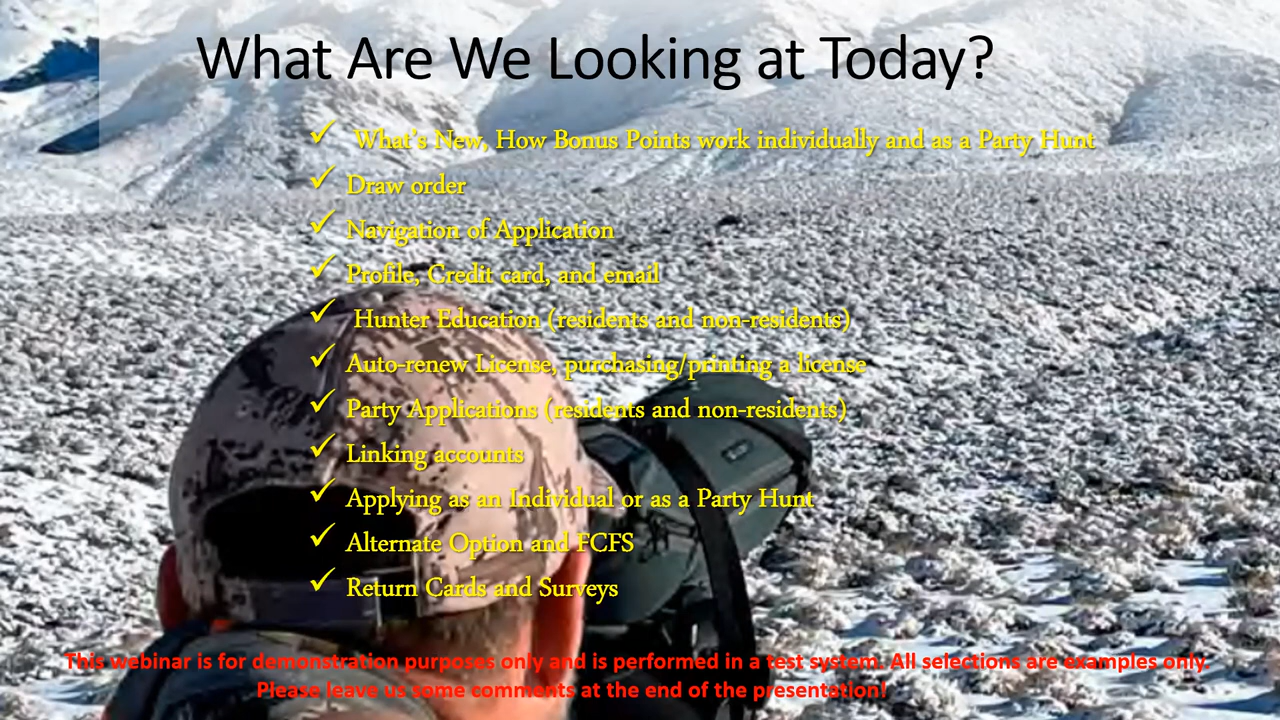 What Are We Looking at Today?
✓ What's New, How Bonus Points work individually and as a Party Hunt
✓ Draw order
✓ Navigation of Application
✓ Profile, Credit card, and email
✓ Hunter Education (residents and non-residents)
✓ Auto-renew License, purchasing/printing a license
✓ Party Applications (residents and non-residents)
✓ Linking accounts
✓ Applying as an Individual or as a Party Hunt
✓ Alternate Option and FCFS
✓ Return Cards and Surveys
This webinar is for demonstration purposes only and is performed in a test system. All selections are examples only.
Please leave us some comments at the end of the presentation!